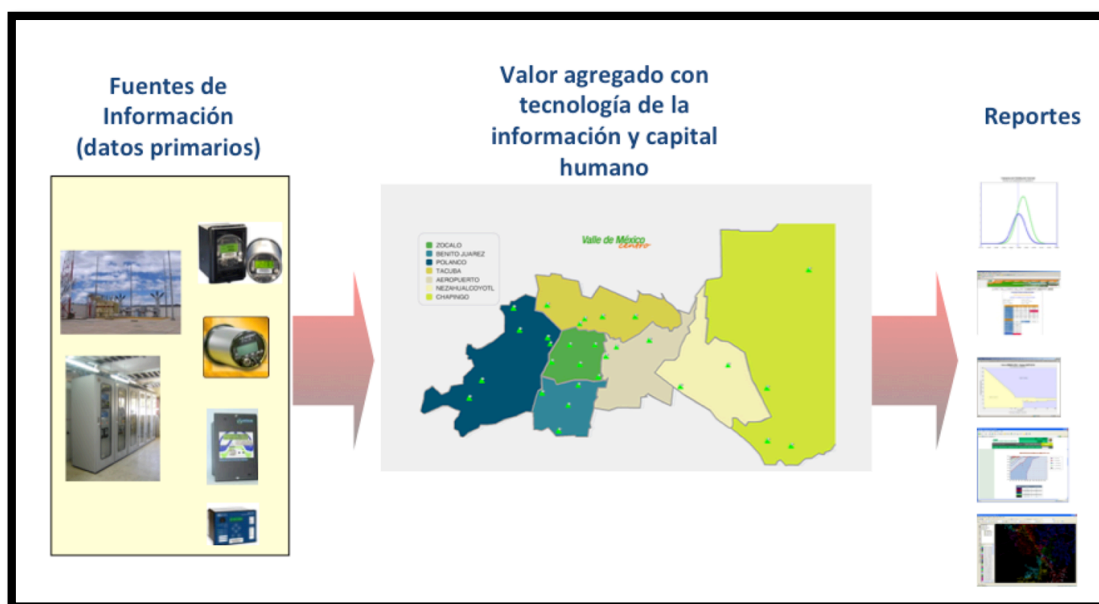 Fuentes de
Información
(datos primarios)
Valor agregado con
tecnología de la
información y capital
humano
Reportes
Valle de México
centro
ZOCALO
BENITO JUAREZ
POLANCO
TACUBA
AEROPUERTO
NEZAHUALCOYOTL
CHAPINGO